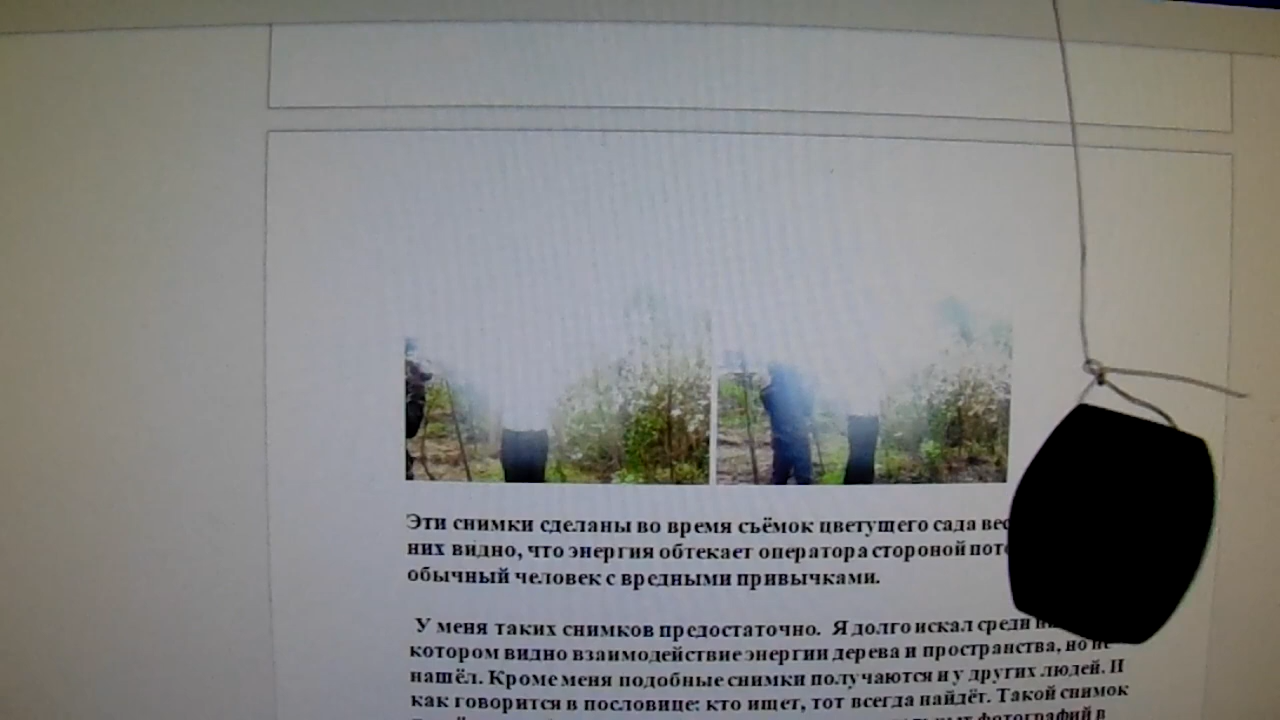 Эти снимки сделаны во время съёмок цветущего сада
них видно, что энергия обтекает оператора стороной
обычный человек с вредными привычками.
У меня таких снимков предостаточно. Я долго искал среди
котором видно взаимодействие энергии дерева и пространства, но не
нашёл. Кроме меня подобные снимки получаются и у других людей. И
как говорится в пословице: кто ищет, тот всегда найдёт. Такой снимок
фотографий в